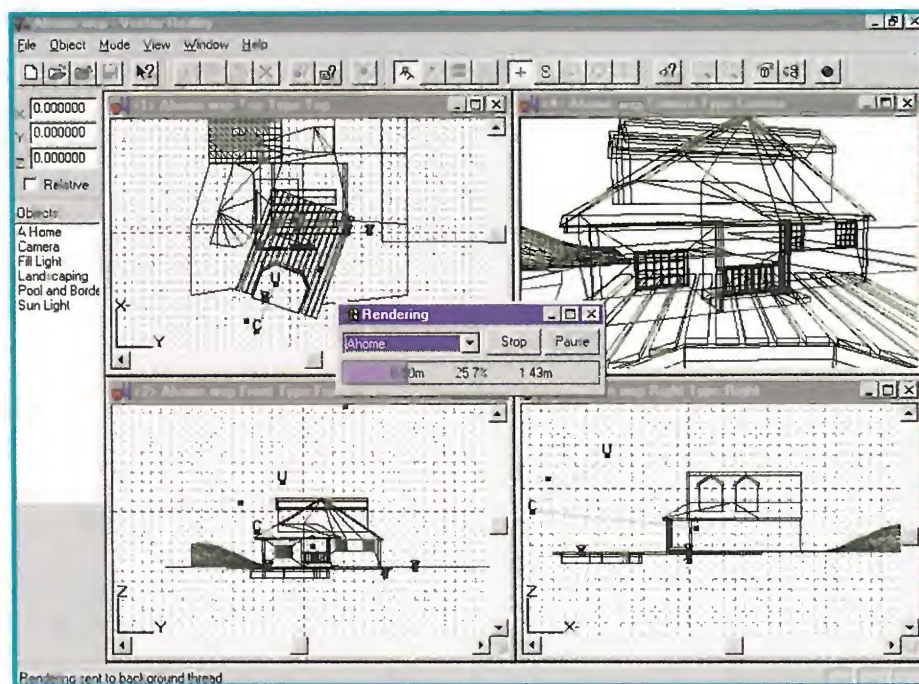 File Object Mode View Window Help
X 0.000000
Y 0.000000
Z 0.000000
Relative
Objects
A Home
Camera
Fill Light
Landscaping
Pool and Borde
Sun Light
X
Y
U
C
Rendering
Ahome
Stop
Pause
25.7%
1.43m
Z
Y
U
C
Z
X
U
C
Rendering sent to background thread